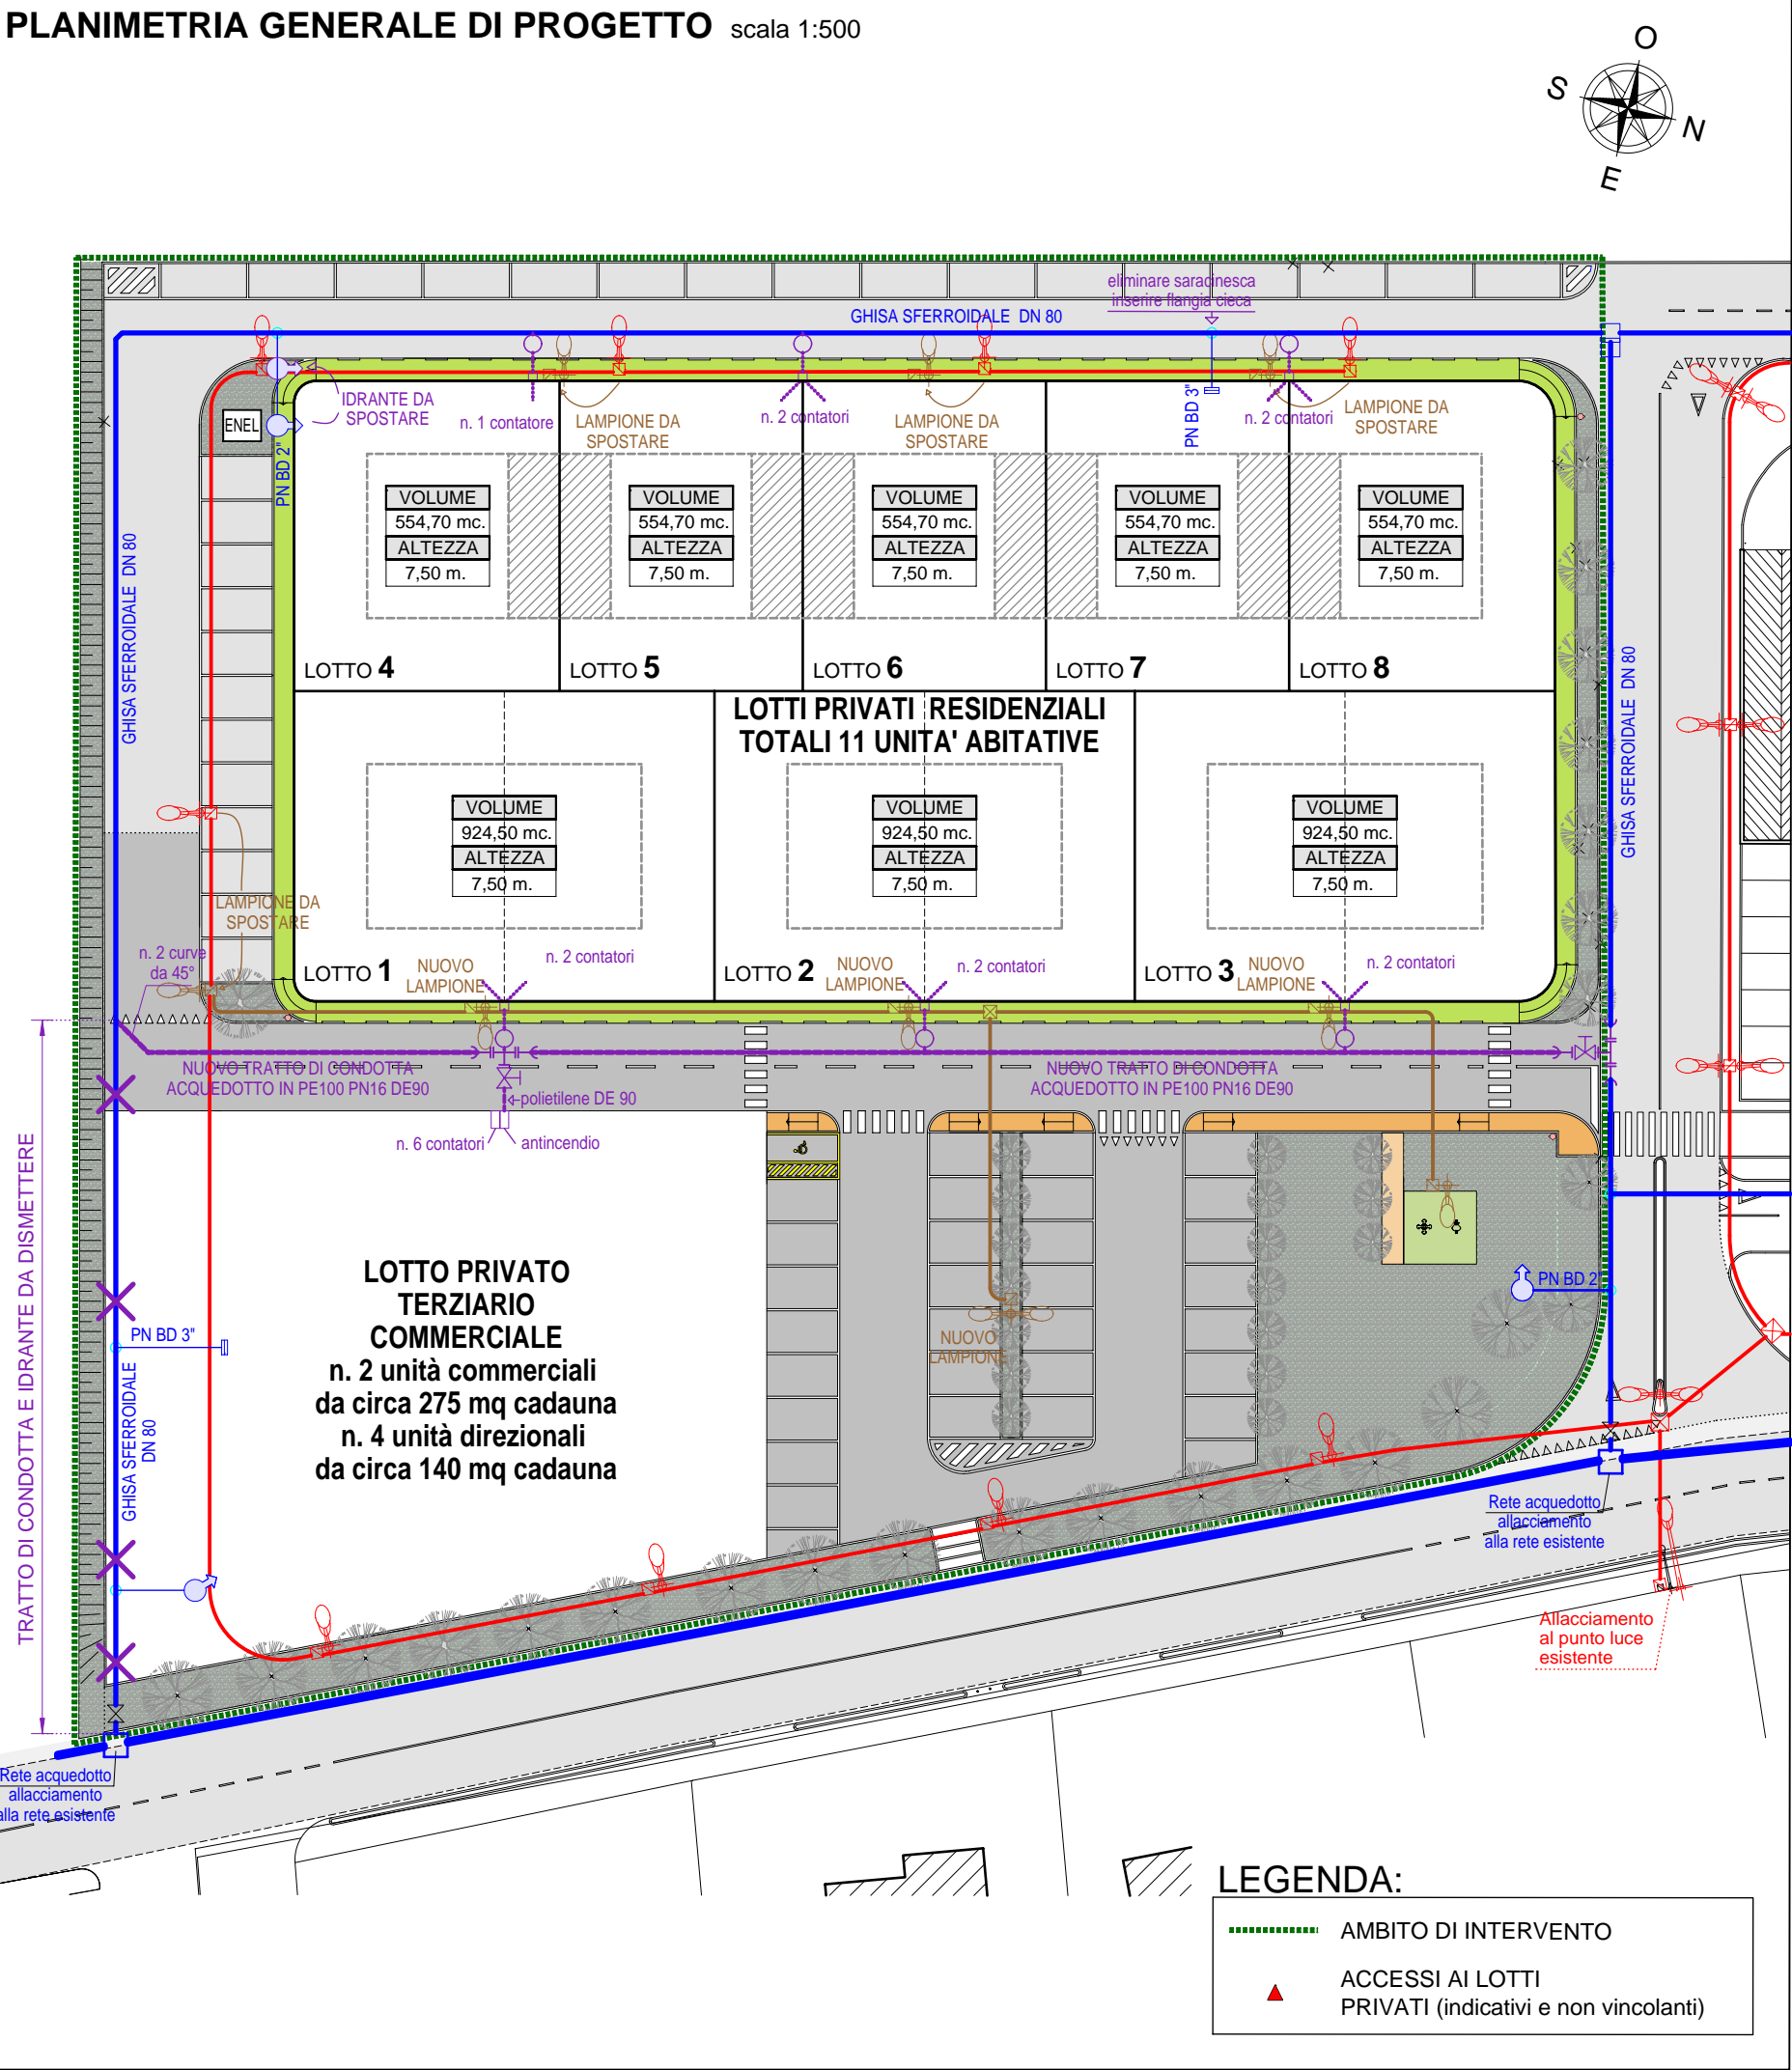 PLANIMETRIA GENERALE DI PROGETTO scala 1:500
O
S
N
E
eliminare saracinesca
inserire flangia cieca
GHISA SFERROIDALE DN 80
IDRANTE DA
SPOSTARE
ENEL
PN BD 2"
n. 1 contatore
LAMPIONE DA
SPOSTARE
n. 2 contatori
LAMPIONE DA
SPOSTARE
PN BD 3"
n. 2 contatori
LAMPIONE DA
SPOSTARE
GHISA SFERROIDALE DN 80
VOLUME
554,70 mc.
ALTEZZA
7,50 m.
VOLUME
554,70 mc.
ALTEZZA
7,50 m.
VOLUME
554,70 mc.
ALTEZZA
7,50 m.
VOLUME
554,70 mc.
ALTEZZA
7,50 m.
VOLUME
554,70 mc.
ALTEZZA
7,50 m.
LOTTO 4
LOTTO 5
LOTTO 6
LOTTO 7
LOTTO 8
GHISA SFERROIDALE DN 80
LOTTI PRIVATI RESIDENZIALI
TOTALI 11 UNITA' ABITATIVE
VOLUME
924,50 mc.
ALTEZZA
7,50 m.
VOLUME
924,50 mc.
ALTEZZA
7,50 m.
VOLUME
924,50 mc.
ALTEZZA
7,50 m.
LAMPIONE DA
SPOSTARE
n. 2 curve
da 45°
LOTTO 1
NUOVO
LAMPIONE
n. 2 contatori
LOTTO 2
NUOVO
LAMPIONE
n. 2 contatori
LOTTO 3
NUOVO
LAMPIONE
n. 2 contatori
NUOVO TRATTO DI CONDOTTA
ACQUEDOTTO IN PE100 PN16 DE90
NUOVO TRATTO DI CONDOTTA
ACQUEDOTTO IN PE100 PN16 DE90
polietilene DE 90
n. 6 contatori
antincendio
TRATTO DI CONDOTTA E IDRANTE DA DISMETTERE
LOTTO PRIVATO
TERZIARIO
COMMERCIALE
n. 2 unità commerciali
da circa 275 mq cadauna
n. 4 unità direzionali
da circa 140 mq cadauna
PN BD 3"
GHISA SFERROIDALE
DN 80
NUOVO
LAMPIONE
PN BD 2"
Rete acquedotto
allacciamento
alla rete esistente
Allacciamento
al punto luce
esistente
Rete acquedotto
allacciamento
alla rete esistente
LEGENDA:
AMBITO DI INTERVENTO
ACCESSI AI LOTTI
PRIVATI (indicativi e non vincolanti)